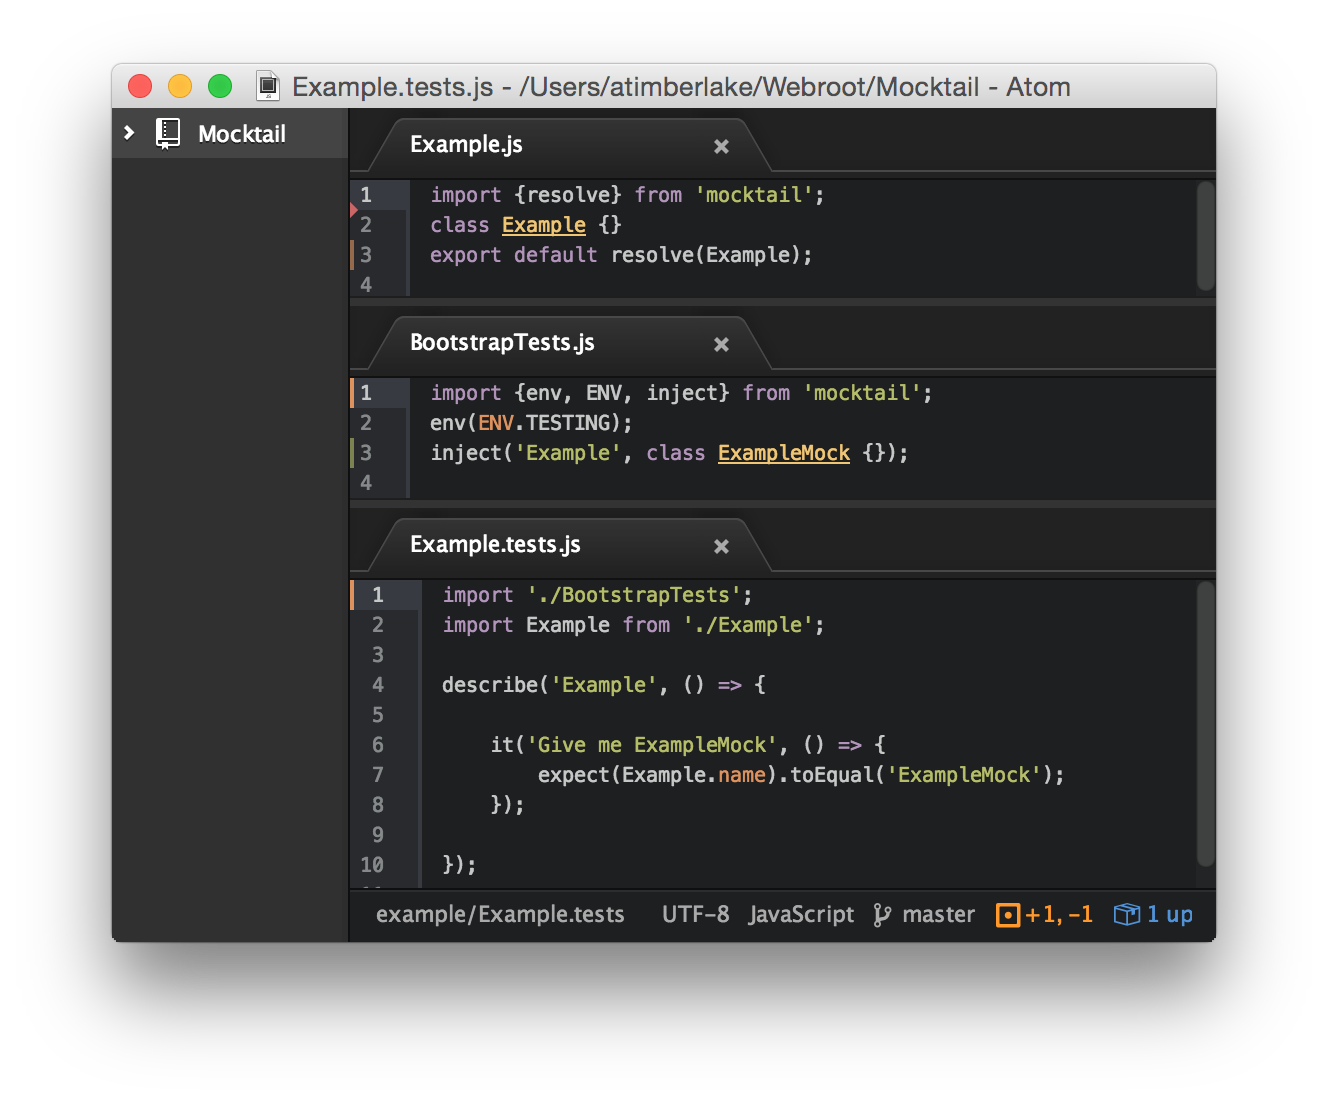 Example.tests.js - /Users/atimberlake/Webroot/Mocktail - Atom
Mocktail
Example.js
1 import {resolve} from 'mocktail';
2 class Example {}
3 export default resolve(Example);
4
BootstrapTests.js
1 import {env, ENV, inject} from 'mocktail';
2 env(ENV.TESTING);
3 inject('Example', class ExampleMock {});
4
Example.tests.js
1 import './BootstrapTests';
2 import Example from './Example';
3
4 describe('Example', () => {
5
6     it('Give me ExampleMock', () => {
7         expect(Example.name).toEqual('ExampleMock');
8     });
9
10 });
example/Example.tests UTF-8 JavaScript master +1, -1 1 up